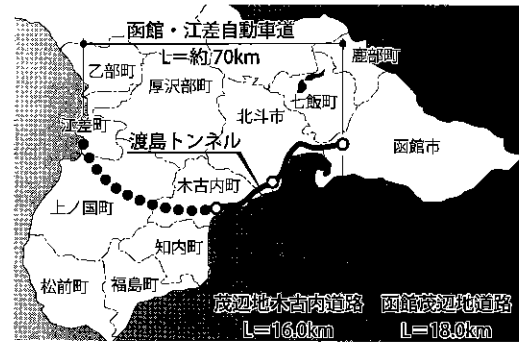 函館・江差自動車道
L=約70km
鹿部町
乙部町
厚沢部町
七飯町
北斗市
江差町
渡島トンネル
函館市
木古内町
上ノ国町
知内町
松前町
福島町
茂辺地木古内道路
L=16.0km
函館茂辺地道路
L=18.0km